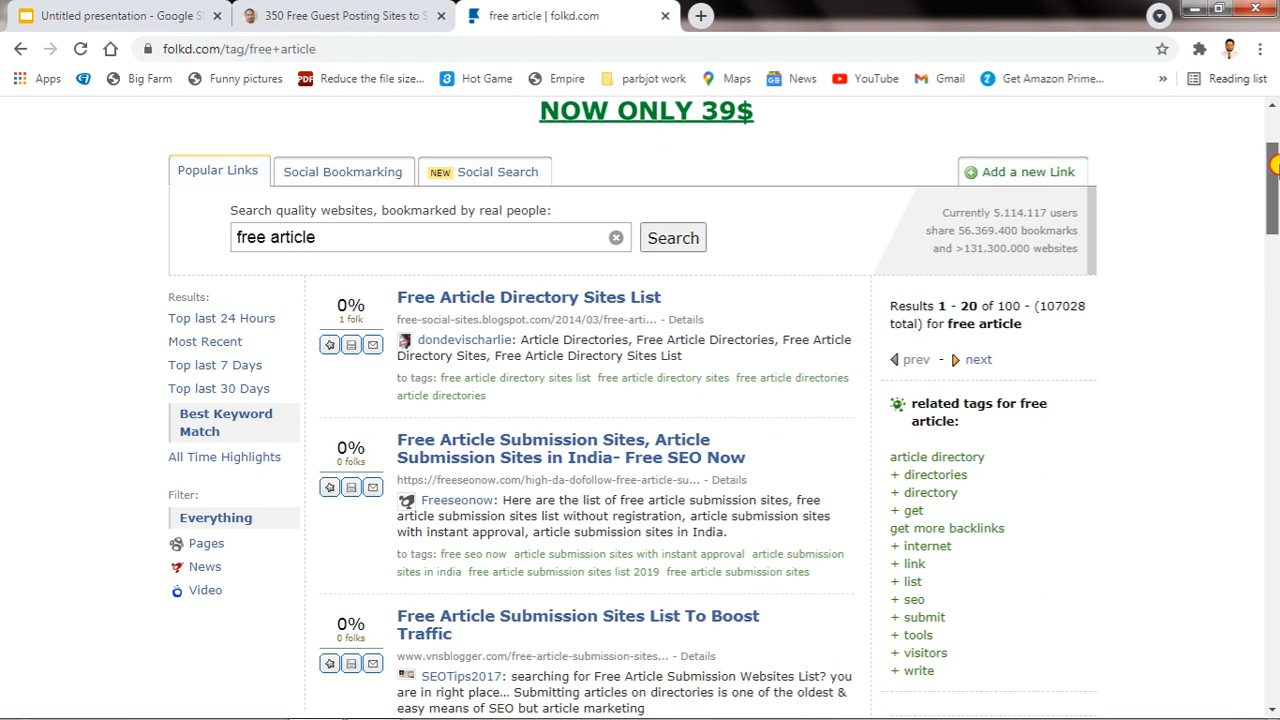 Untitled presentation - Google S
350 Free Guest Posting Sites to S
free article | folkd.com
folkd.com/tag/free+article
Apps
Big Farm
Funny pictures
PDF
Reduce the file size...
Hot Game
Empire
parbjot work
Maps
News
YouTube
Gmail
Get Amazon Prime...
»
Reading list
NOW ONLY 39$
Popular Links
Social Bookmarking
NEW Social Search
Add a new Link
Search quality websites, bookmarked by real people:
free article
Search
Currently 5.114.117 users
share 56.369.400 bookmarks
and >131.300.000 websites
Results:
Top last 24 Hours
Most Recent
Top last 7 Days
Top last 30 Days
Best Keyword
Match
All Time Highlights
Filter:
Everything
Pages
News
Video
0%
1 folk
Free Article Directory Sites List
free-social-sites.blogspot.com/2014/03/free-arti... - Details
dondevischarlie: Article Directories, Free Article Directories, Free Article
Directory Sites, Free Article Directory Sites List
to tags: free article directory sites list free article directory sites free article directories
article directories
0%
0 folks
Free Article Submission Sites, Article
Submission Sites in India- Free SEO Now
https://freeseonow.com/high-da-dofollow-free-article-su... - Details
Freeseonow: Here are the list of free article submission sites, free
article submission sites list without registration, article submission sites
with instant approval, article submission sites in India.
to tags: free seo now article submission sites with instant approval article submission
sites in india free article submission sites list 2019 free article submission sites
0%
0 folks
Free Article Submission Sites List To Boost
Traffic
www.vnsblogger.com/free-article-submission-sites... - Details
SEOTips2017: searching for Free Article Submission Websites List? you
are in right place... Submitting articles on directories is one of the oldest &
easy means of SEO but article marketing
Results 1 - 20 of 100 - (107028
total) for free article
prev - next
related tags for free
article:
article directory
+ directories
+ directory
+ get
get more backlinks
+ internet
+ link
+ list
+ seo
+ submit
+ tools
+ visitors
+ write